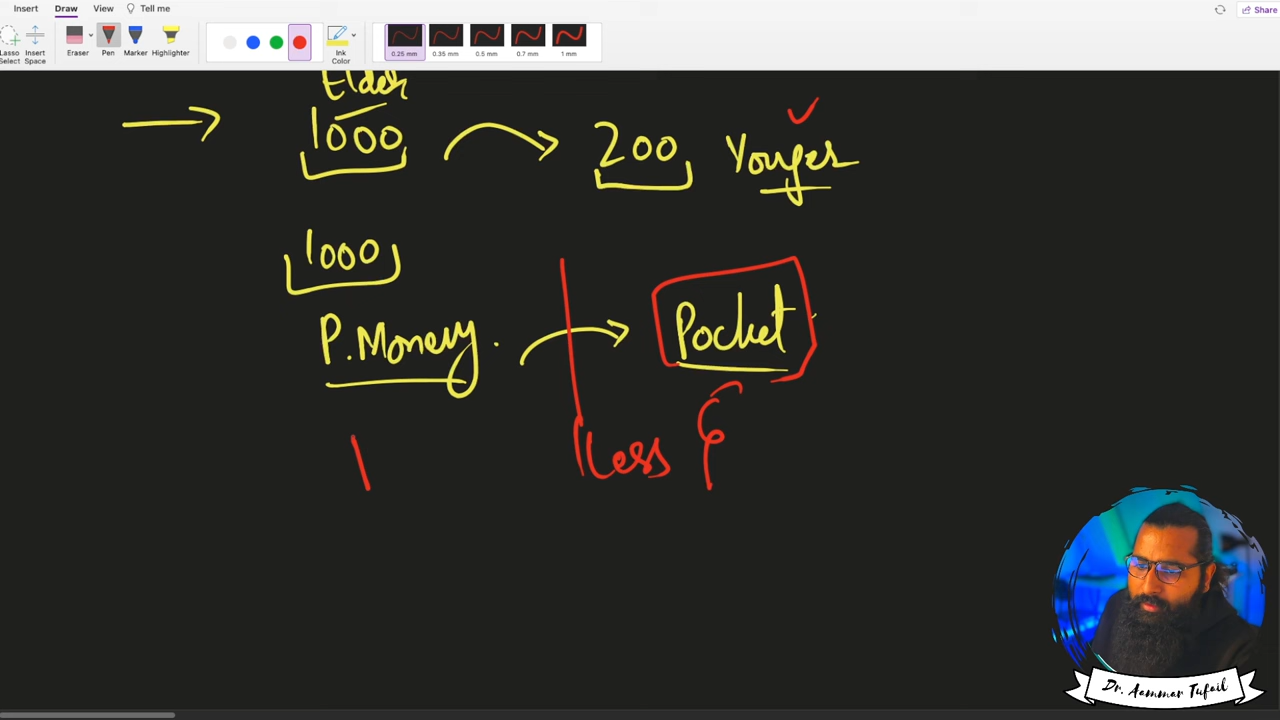 Insert Draw View Tell me
Share
Lasso Select
Insert Space
Eraser
Pen
Marker
Highlighter
Ink Color
0.25 mm 0.35 mm 0.5 mm 0.7 mm 1 mm
Elder
1000 200 Younger
1000
P.Money. Pocket
Less
Dr. Aammar Tufail